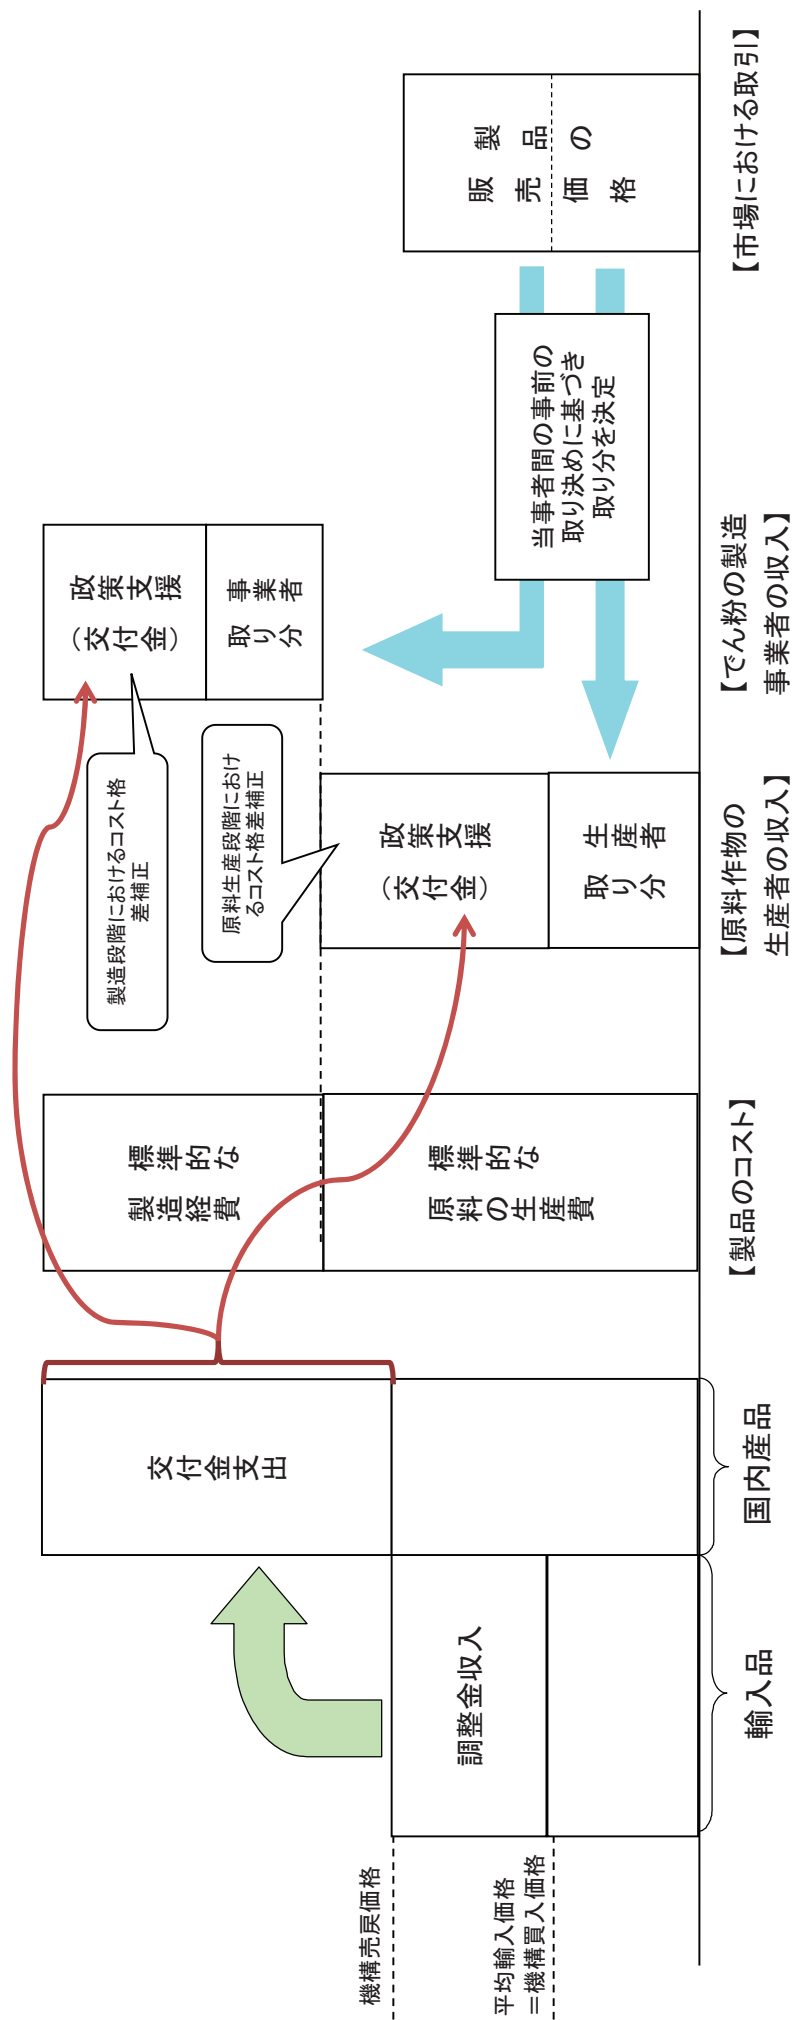 機構売戻価格
平均輸入価格
＝機構買入価格
調整金収入
輸入品
交付金支出
国内産品
標準的な
製造経費
標準的な
原料の生産費
【製品のコスト】
製造段階におけるコスト格
差補正
原料生産段階におけ
るコスト格差補正
政策支援
（交付金）
生産者
取り分
【原料作物の
生産者の収入】
政策支援
（交付金）
事業者
取り分
【でん粉の製造
事業者の収入】
当事者間の事前の
取り決めに基づき
取り分を決定
製品の
販売価格
【市場における取引】